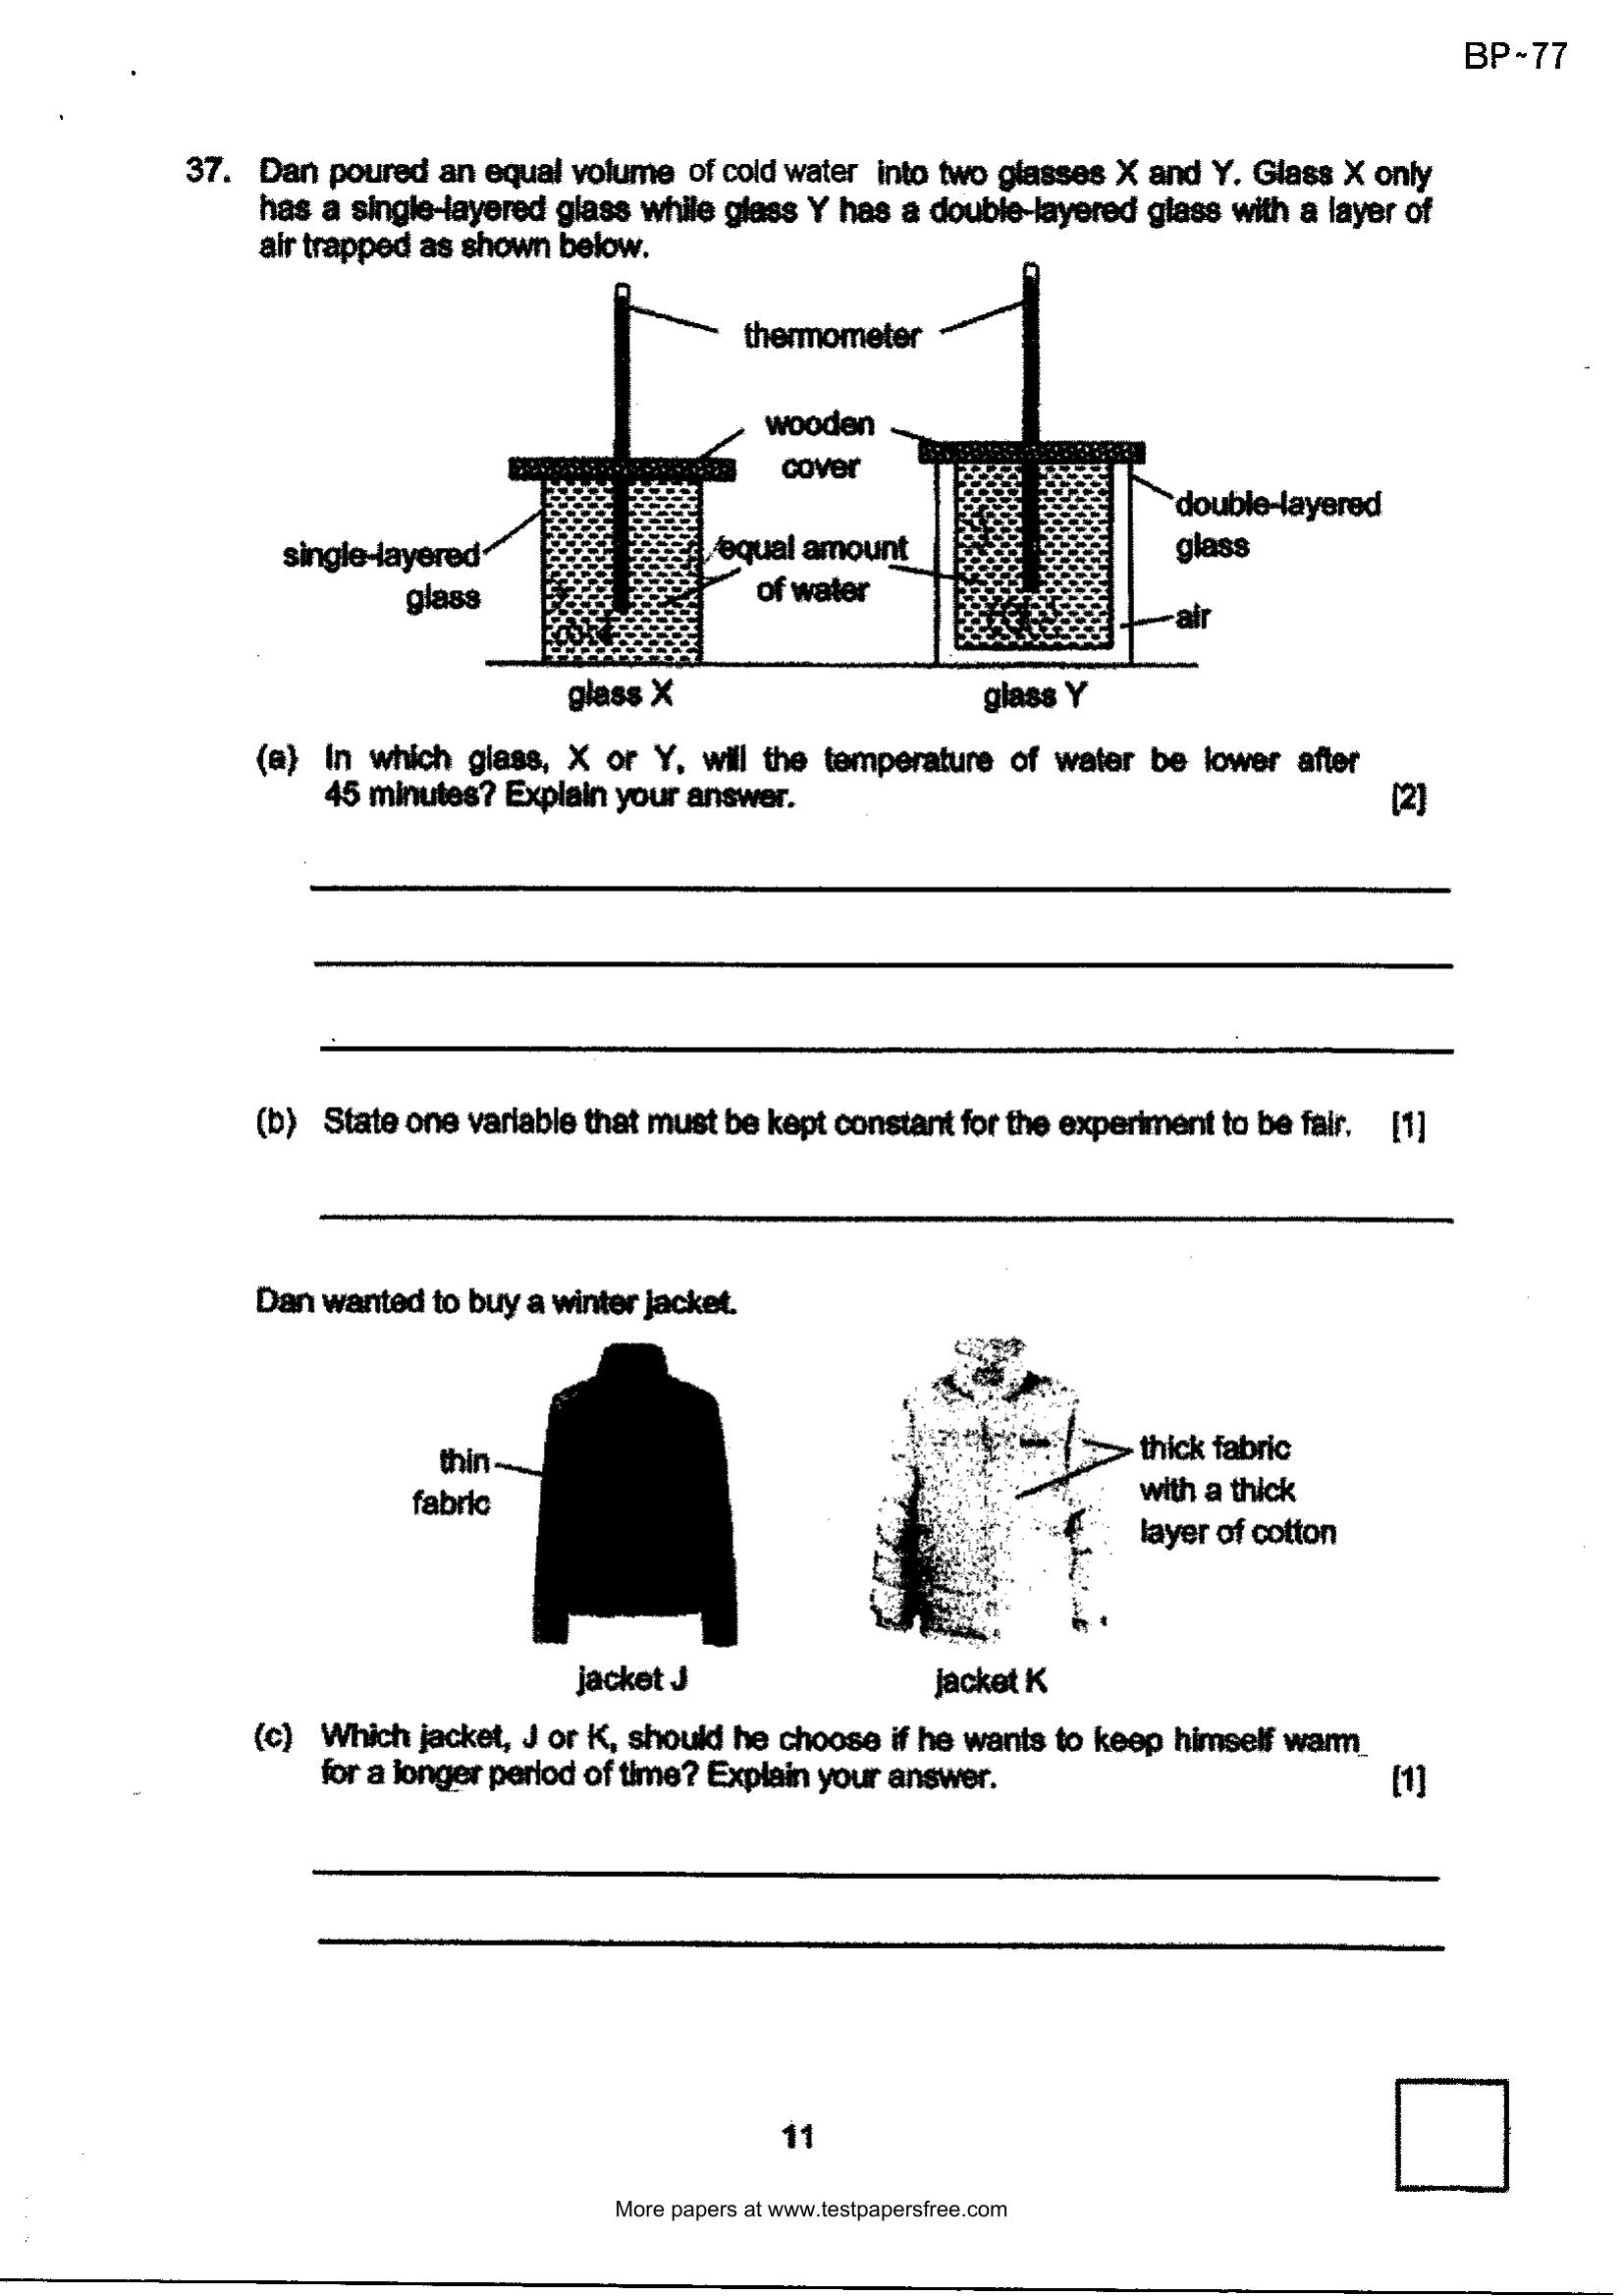 BP~77
37. Dan poured an equal volume of cold water into two glasses X and Y. Glass X only
has a single-layered glass while glass Y has a double-layered glass with a layer of
air trapped as shown below.
thermometer
wooden
cover
double-layered
glass
single-layered
glass
equal amount
of water
air
glass X
glass Y
(a) In which glass, X or Y, will the temperature of water be lower after
45 minutes? Explain your answer. [2]
(b) State one variable that must be kept constant for the experiment to be fair. [1]
Dan wanted to buy a winter jacket.
thin
fabric
thick fabric
with a thick
layer of cotton
jacket J
jacket K
(c) Which jacket, J or K, should he choose if he wants to keep himself warm
for a longer period of time? Explain your answer. [1]
11
More papers at www.testpapersfree.com